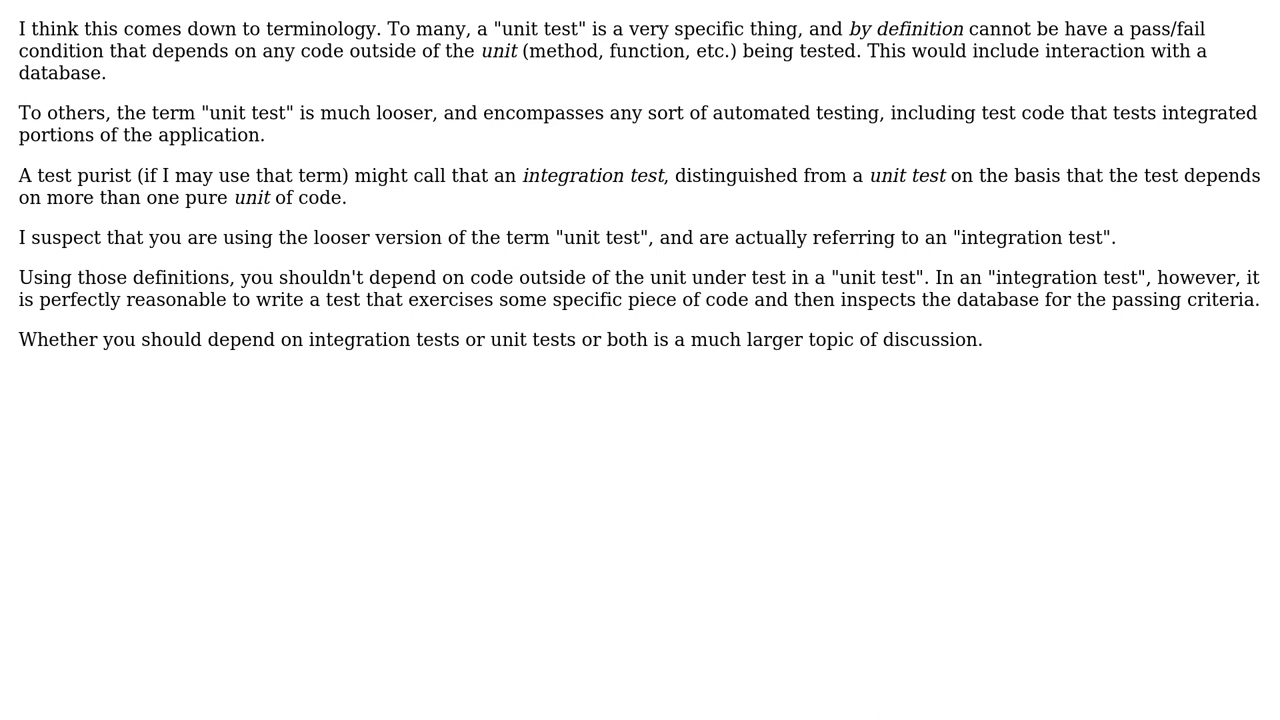 I think this comes down to terminology. To many, a "unit test" is a very specific thing, and by definition cannot be have a pass/fail
condition that depends on any code outside of the unit (method, function, etc.) being tested. This would include interaction with a
database.
To others, the term "unit test" is much looser, and encompasses any sort of automated testing, including test code that tests integrated
portions of the application.
A test purist (if I may use that term) might call that an integration test, distinguished from a unit test on the basis that the test depends
on more than one pure unit of code.
I suspect that you are using the looser version of the term "unit test", and are actually referring to an "integration test".
Using those definitions, you shouldn't depend on code outside of the unit under test in a "unit test". In an "integration test", however, it
is perfectly reasonable to write a test that exercises some specific piece of code and then inspects the database for the passing criteria.
Whether you should depend on integration tests or unit tests or both is a much larger topic of discussion.